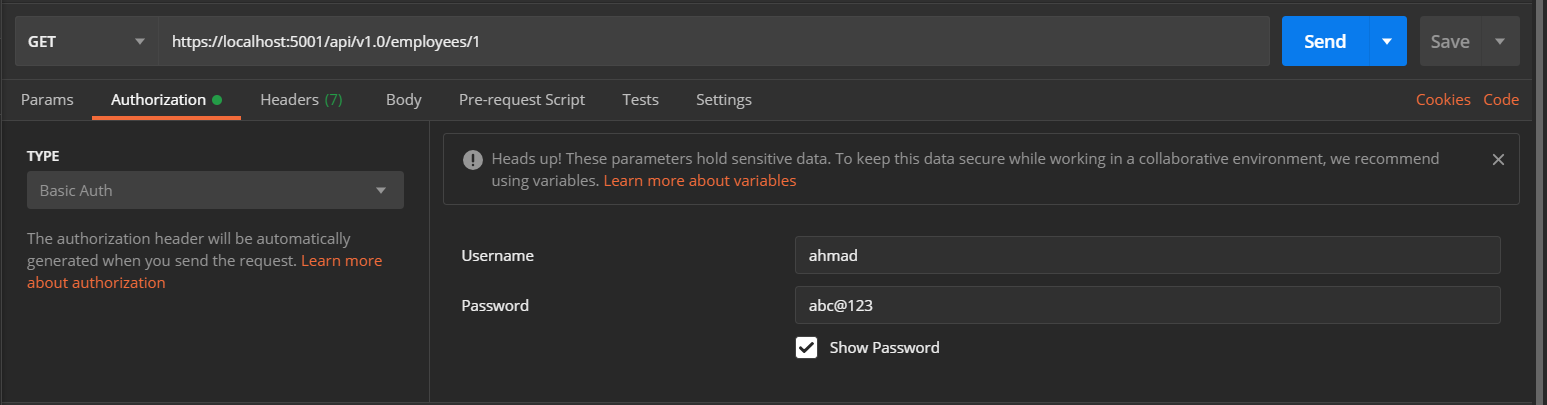 GET https://localhost:5001/api/v1.0/employees/1 Send Save
Params Authorization Headers (7) Body Pre-request Script Tests Settings Cookies Code
TYPE
Basic Auth
The authorization header will be automatically
generated when you send the request. Learn more
about authorization
Heads up! These parameters hold sensitive data. To keep this data secure while working in a collaborative environment, we recommend
using variables. Learn more about variables
Username ahmad
Password abc@123
Show Password